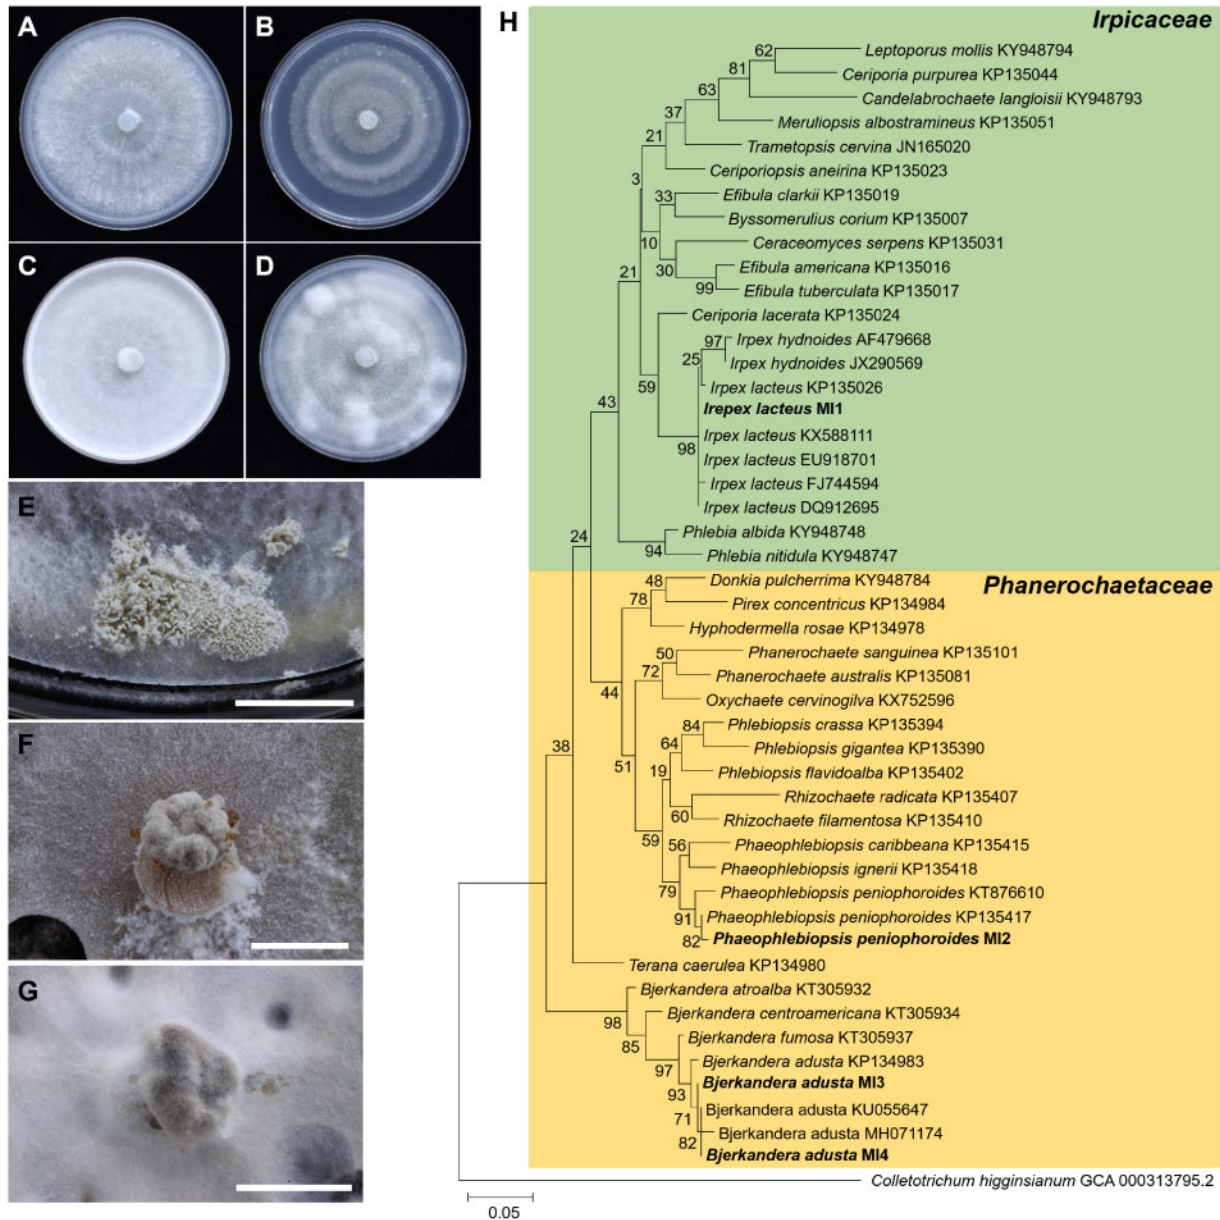 A
B
C
D
E
F
G
H
Irpicaceae
62
Leptoporus mollis KY948794
81
Ceriporia purpurea KP135044
63
Candelabrochaete langloisii KY948793
37
Meruliopsis albostramineus KP135051
21
Trametopsis cervina JN165020
Ceriporiopsis aneirina KP135023
3
33
Efibula clarkii KP135019
Byssomerulius corium KP135007
10
Ceraceomyces serpens KP135031
30
Efibula americana KP135016
21
99
Efibula tuberculata KP135017
Ceriporia lacerata KP135024
97
Irpex hydnoides AF479668
25
Irpex hydnoides JX290569
59
Irpex lacteus KP135026
43
Irepex lacteus MI1
Irpex lacteus KX588111
98
Irpex lacteus EU918701
Irpex lacteus FJ744594
Irpex lacteus DQ912695
24
Phlebia albida KY948748
94
Phlebia nitidula KY948747
Phanerochaetaceae
48
Donkia pulcherrima KY948784
78
Pirex concentricus KP134984
Hyphodermella rosae KP134978
50
Phanerochaete sanguinea KP135101
72
Phanerochaete australis KP135081
44
Oxychaete cervinogilva KX752596
84
Phlebiopsis crassa KP135394
38
64
Phlebiopsis gigantea KP135390
51
19
Phlebiopsis flavidoalba KP135402
Rhizochaete radicata KP135407
60
Rhizochaete filamentosa KP135410
59
56
Phaeophlebiopsis caribbeana KP135415
Phaeophlebiopsis ignerii KP135418
79
Phaeophlebiopsis peniophoroides KT876610
91
Phaeophlebiopsis peniophoroides KP135417
82
Phaeophlebiopsis peniophoroides MI2
Terana caerulea KP134980
Bjerkandera atroalba KT305932
98
Bjerkandera centroamericana KT305934
85
Bjerkandera fumosa KT305937
97
Bjerkandera adusta KP134983
93
Bjerkandera adusta MI3
71
Bjerkandera adusta KU055647
82
Bjerkandera adusta MH071174
Bjerkandera adusta MI4
Colletotrichum higginsianum GCA 000313795.2
0.05